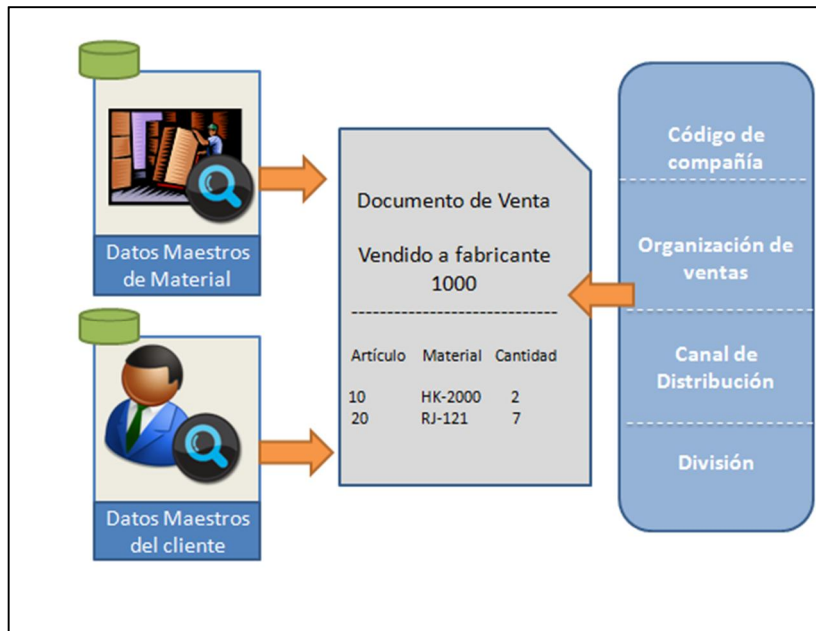 Datos Maestros
de Material
Datos Maestros
del cliente
Documento de Venta
Vendido a fabricante
1000
-----------------------------
Artículo Material Cantidad
10 HK-2000 2
20 RJ-121 7
Código de
compañía
Organización de
ventas
Canal de
Distribución
División